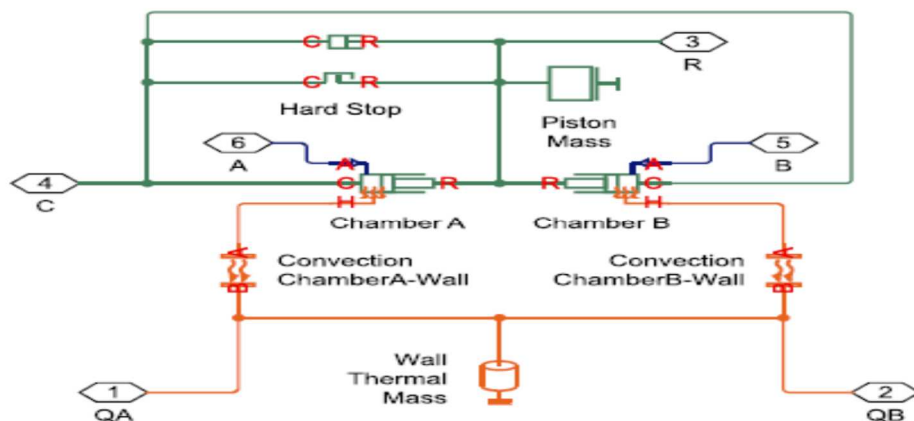 C R
3
R
C R
Hard Stop
Piston
Mass
6
A
A
A
5
B
4
C
C R
R C
H
H
Chamber A
Chamber B
A
Convection
ChamberA-Wall
B
Convection
ChamberB-Wall
A
B
Wall
Thermal
Mass
1
QA
2
QB